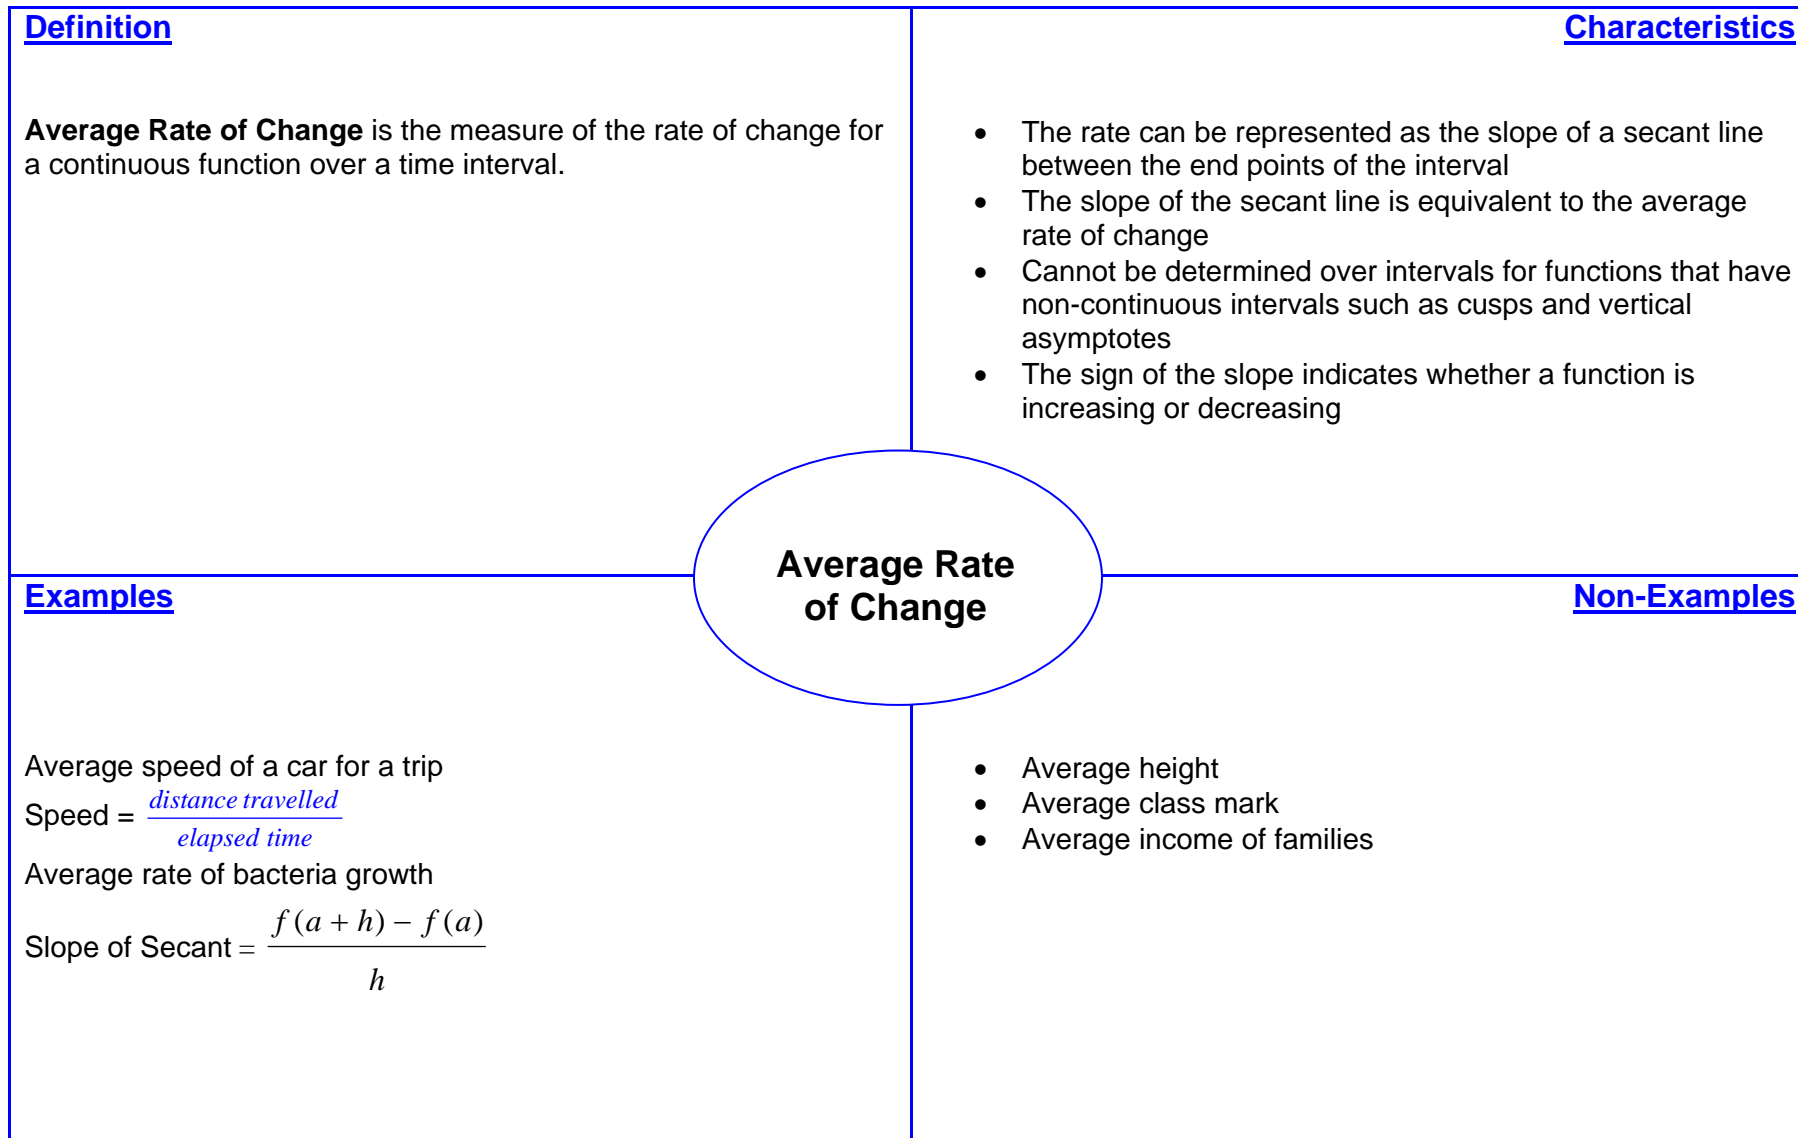 Definition
Average Rate of Change is the measure of the rate of change for
a continuous function over a time interval.
Characteristics
• The rate can be represented as the slope of a secant line
between the end points of the interval
• The slope of the secant line is equivalent to the average
rate of change
• Cannot be determined over intervals for functions that have
non-continuous intervals such as cusps and vertical
asymptotes
• The sign of the slope indicates whether a function is
increasing or decreasing
Average Rate
of Change
Examples
Average speed of a car for a trip
Speed = distance travelled / elapsed time
Average rate of bacteria growth
Slope of Secant = f(a + h) − f(a) / h
Non-Examples
• Average height
• Average class mark
• Average income of families